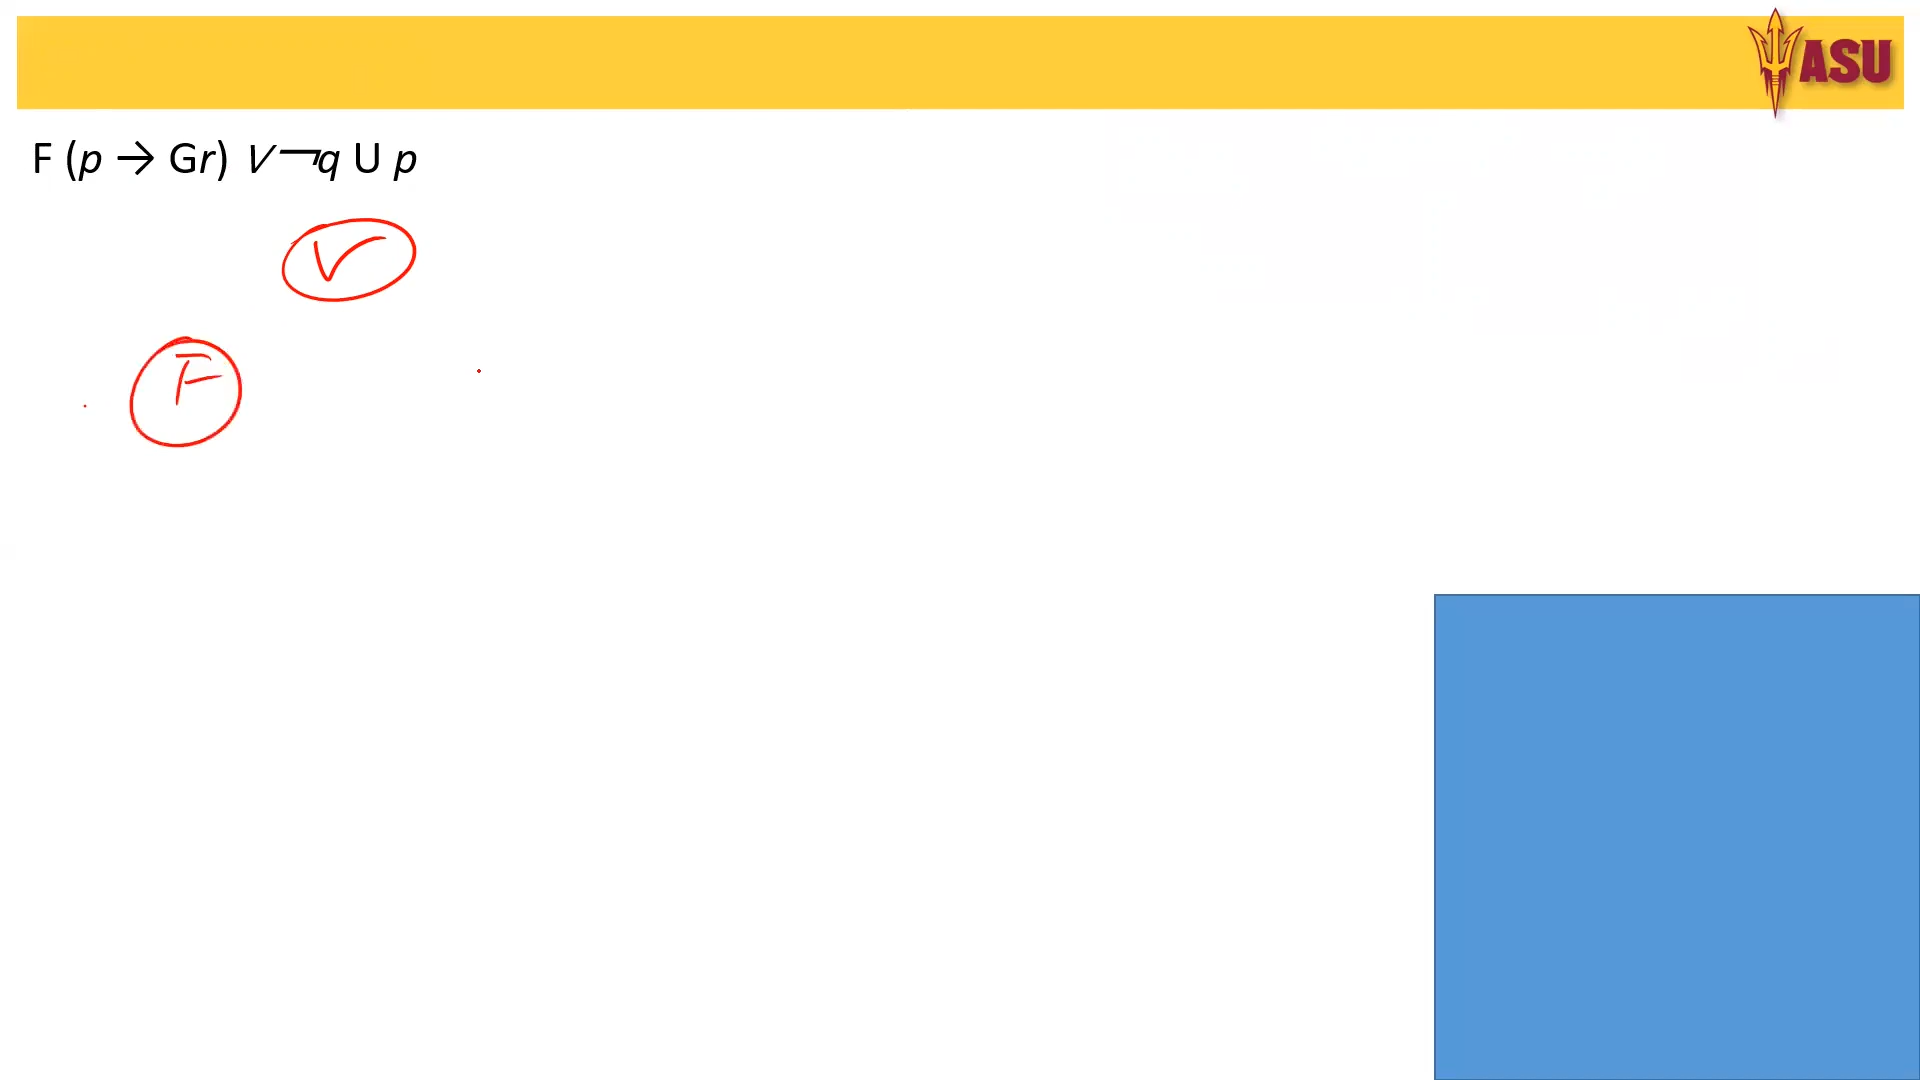 ASU
F (p → Gr) ∨¬q U p
V
F